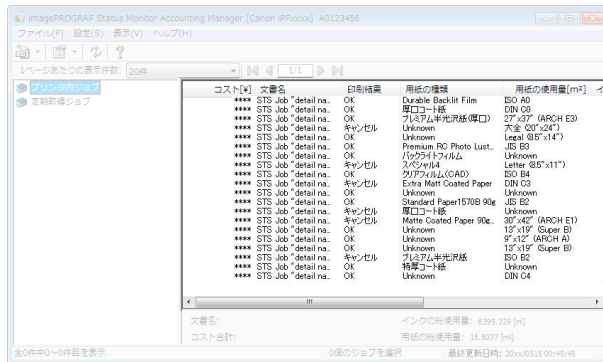 imagePROGRAF Status Monitor Accounting Manager [Canon iPFxxxx] A0123456
ファイル(F) 設定(S) 表示(V) ヘルプ(H)
1ページあたりの表示件数: 20件 1/1
プリンタ内ジョブ
定期取得ジョブ
コスト[¥] 文書名 印刷結果 用紙の種類 用紙の使用量[m²] イ
**** STS Job "detail na... OK Durable Backlit Film ISO A0
**** STS Job "detail na... OK 厚口コート紙 DIN C0
**** STS Job "detail na... OK プレミアム半光沢紙(厚口) 27"x37" (ARCH E3)
**** STS Job "detail na... キャンセル Unknown 大全 (20"x24")
**** STS Job "detail na... OK Unknown Legal (8.5"x14")
**** STS Job "detail na... OK Premium RC Photo Lust... JIS B3
**** STS Job "detail na... OK バックライトフィルム Unknown
**** STS Job "detail na... キャンセル スペシャル4 Letter (8.5"x11")
**** STS Job "detail na... OK クリアフィルム(CAD) ISO B4
**** STS Job "detail na... キャンセル Extra Matt Coated Paper DIN C3
**** STS Job "detail na... OK Unknown Unknown
**** STS Job "detail na... OK Standard Paper1570B 90g JIS B2
**** STS Job "detail na... キャンセル 厚口コート紙 Unknown
**** STS Job "detail na... キャンセル Matte Coated Paper 90g... 30"x42" (ARCH E1)
**** STS Job "detail na... OK Unknown 13"x19" (Super B)
**** STS Job "detail na... OK Unknown 9"x12" (ARCH A)
**** STS Job "detail na... OK Unknown 13"x19" (Super B)
**** STS Job "detail na... キャンセル プレミアム半光沢紙 ISO B2
**** STS Job "detail na... OK 特厚コート紙 Unknown
**** STS Job "detail na... OK Unknown DIN C4
文書名: インクの総使用量: 6395.329 [ml]
コスト合計: 用紙の総使用量: 15.5077 [m²]
全0件中0～0件目を表示 0個のジョブを選択 最終更新日時: 20xx/0515 00:45:45